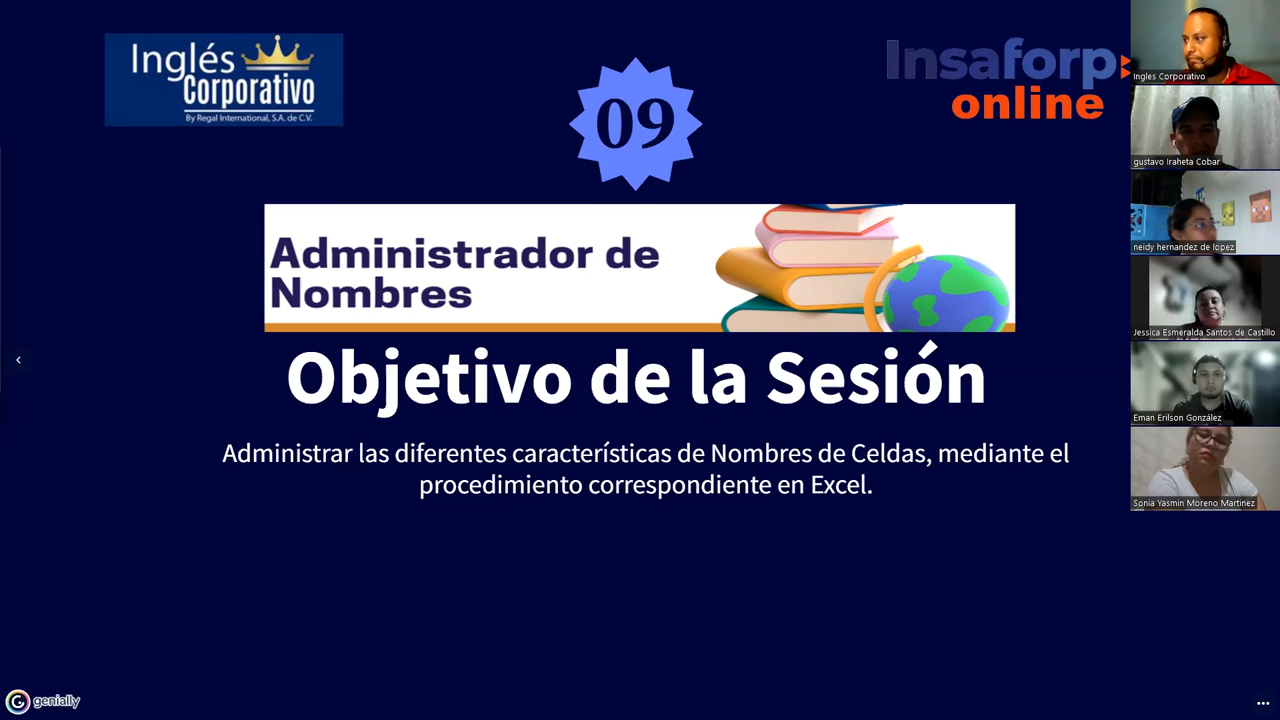 Inglés
Corporativo
By Regal International, S.A. de C.V.
09
Insaforp
online
Administrador de
Nombres
Objetivo de la Sesión
Administrar las diferentes características de Nombres de Celdas, mediante el
procedimiento correspondiente en Excel.
Ingles Corporativo
gustavo Iraheta Cobar
neidy hernandez de lopez
Jessica Esmeralda Santos de Castillo
Eman Erilson González
Sonia Yasmin Moreno Martinez
genially